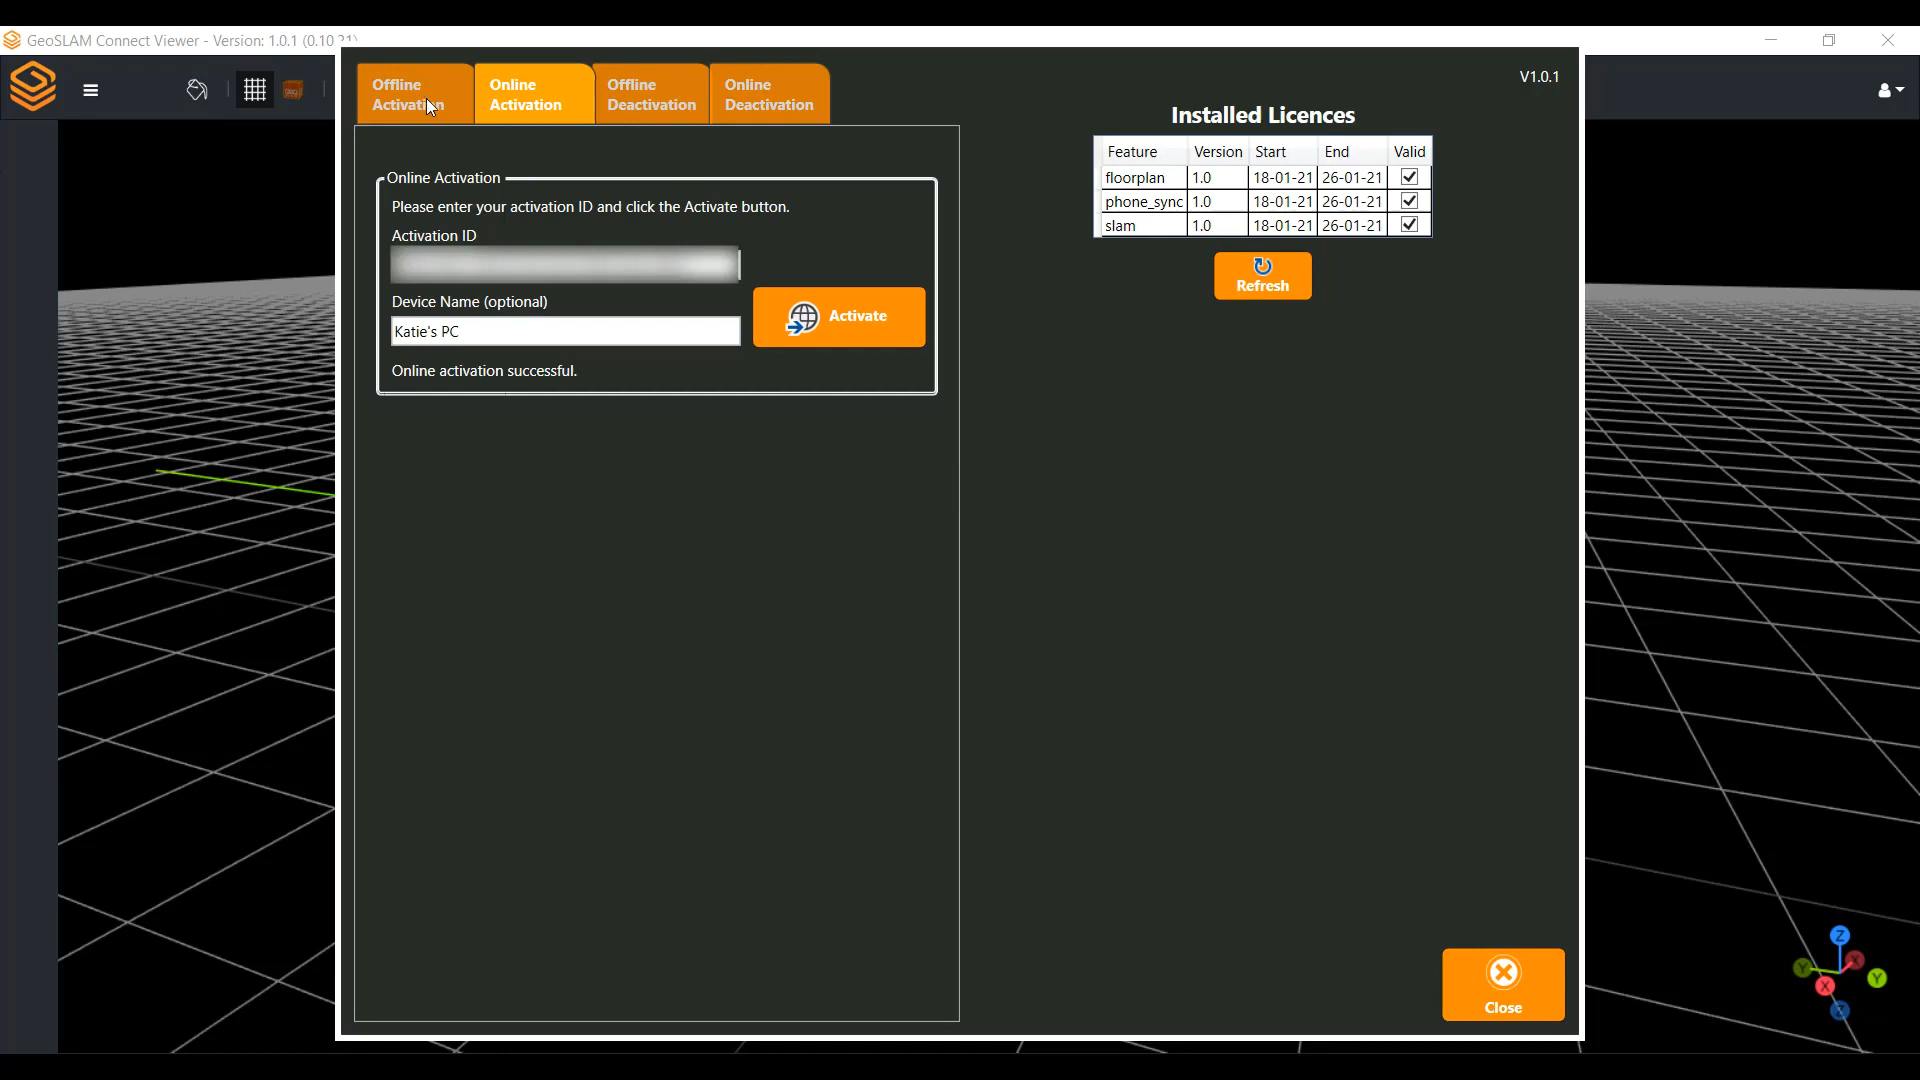 GeoSLAM Connect Viewer - Version: 1.0.1 (0.10.21)
Offline
Activation
Online
Activation
Offline
Deactivation
Online
Deactivation
V1.0.1
Online Activation
Please enter your activation ID and click the Activate button.
Activation ID
Device Name (optional)
Katie's PC
Activate
Online activation successful.
Installed Licences
Feature Version Start End Valid
floorplan 1.0 18-01-21 26-01-21
phone_sync 1.0 18-01-21 26-01-21
slam 1.0 18-01-21 26-01-21
Refresh
Close
Z
Y
X
X
Y
Z